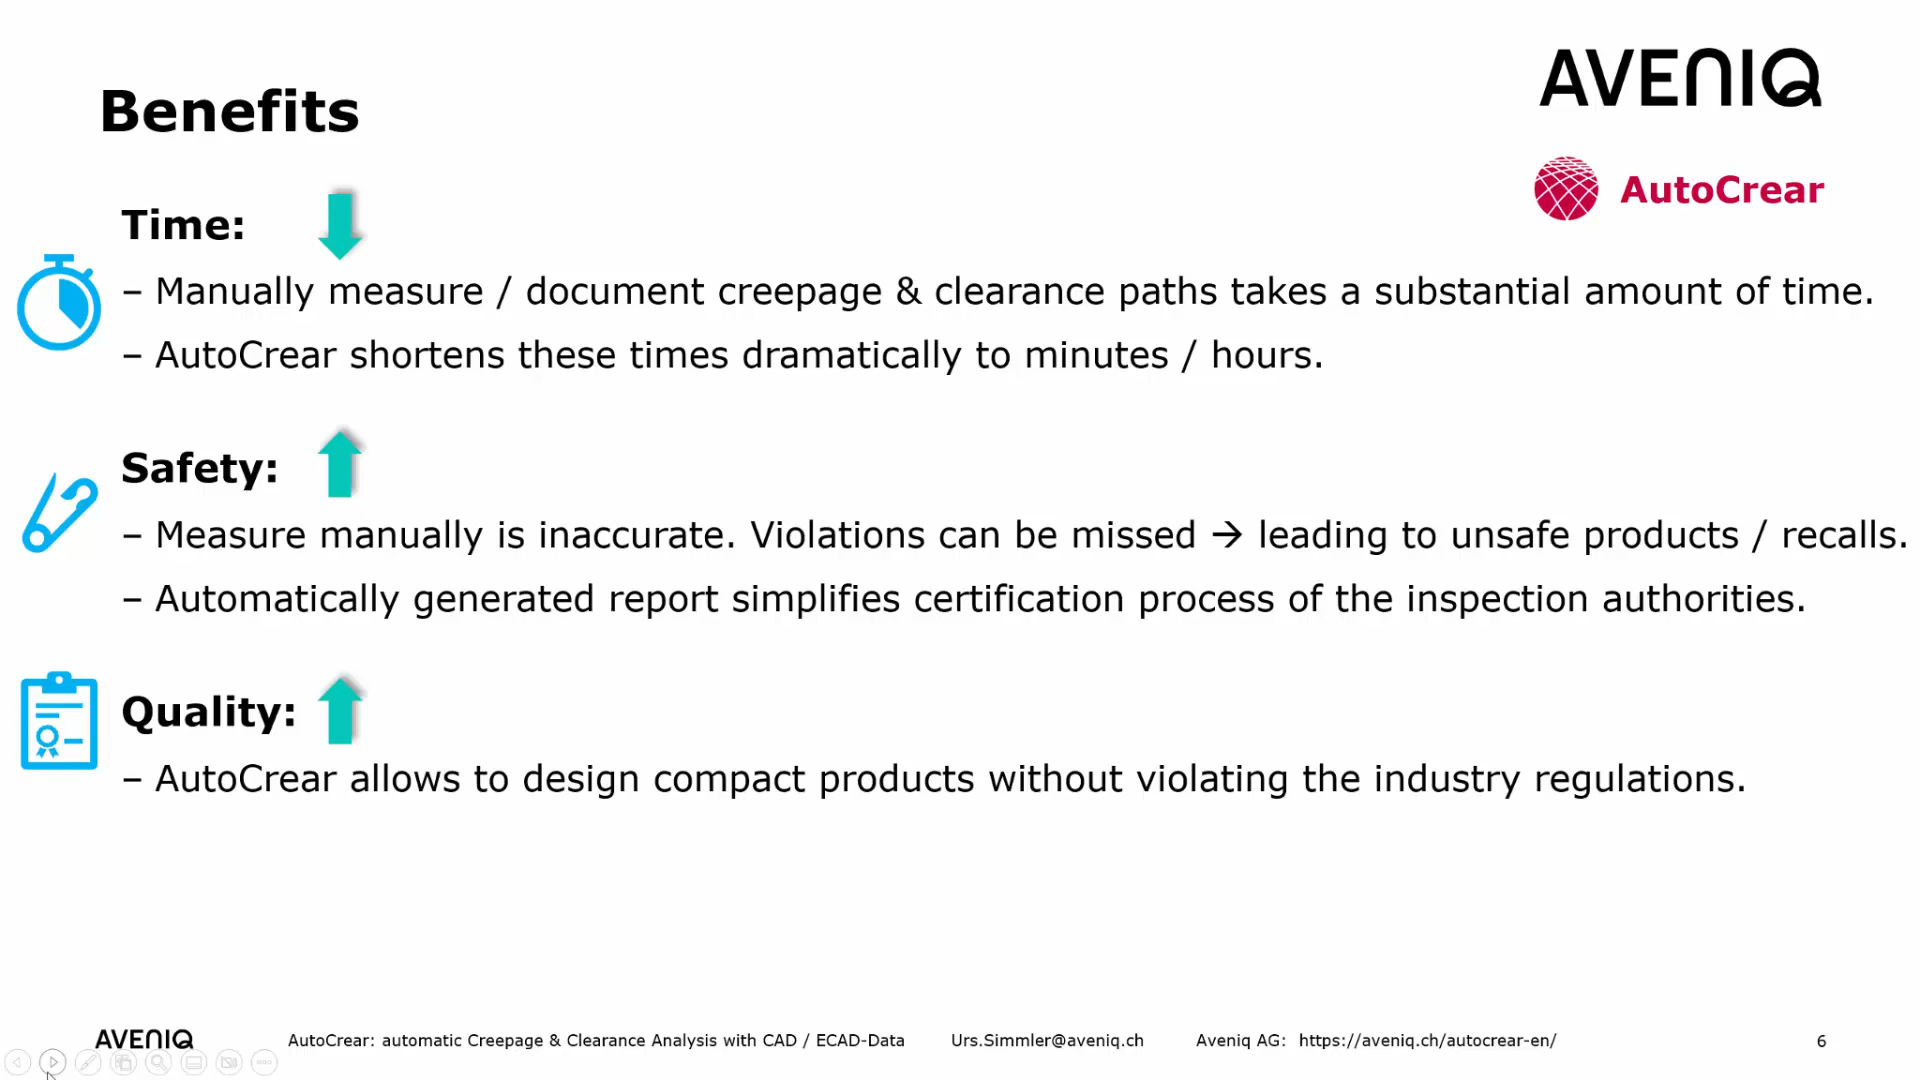 AVENIQ
Benefits
AutoCrear
Time:
– Manually measure / document creepage & clearance paths takes a substantial amount of time.
– AutoCrear shortens these times dramatically to minutes / hours.
Safety:
– Measure manually is inaccurate. Violations can be missed → leading to unsafe products / recalls.
– Automatically generated report simplifies certification process of the inspection authorities.
Quality:
– AutoCrear allows to design compact products without violating the industry regulations.
AVENIQ AutoCrear: automatic Creepage & Clearance Analysis with CAD / ECAD-Data Urs.Simmler@aveniq.ch Aveniq AG: https://aveniq.ch/autocrear-en/ 6